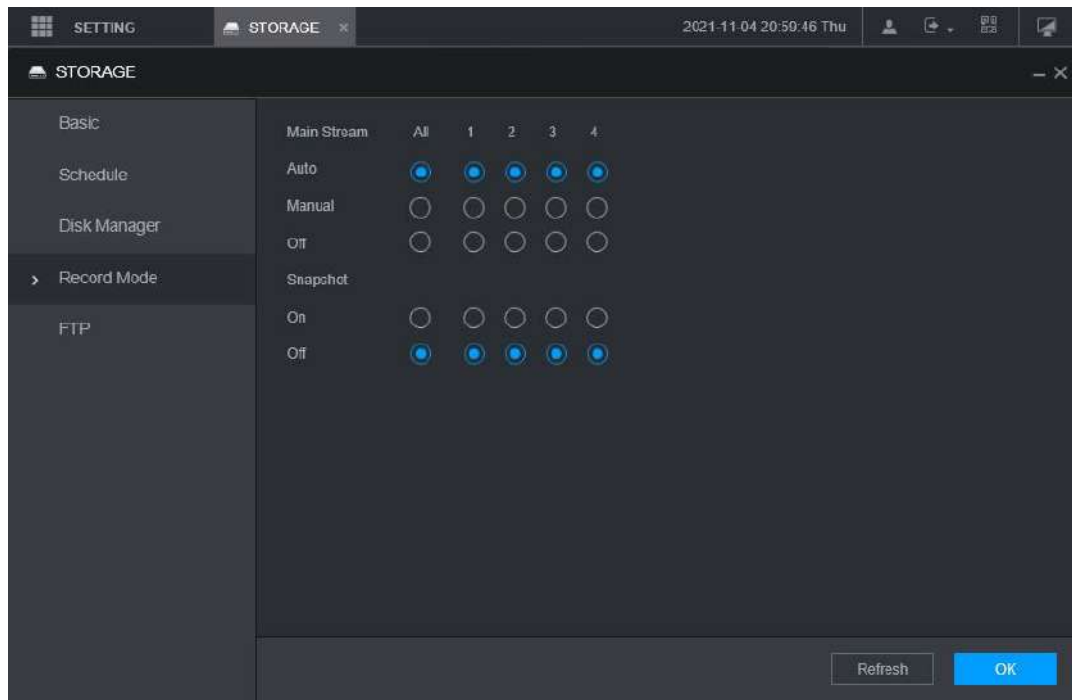 SETTING STORAGE × 2021-11-04 20:59:46 Thu
STORAGE
Basic
Schedule
Disk Manager
Record Mode
FTP
Main Stream All 1 2 3 4
Auto
Manual
Off
Snapshot
On
Off
Refresh OK